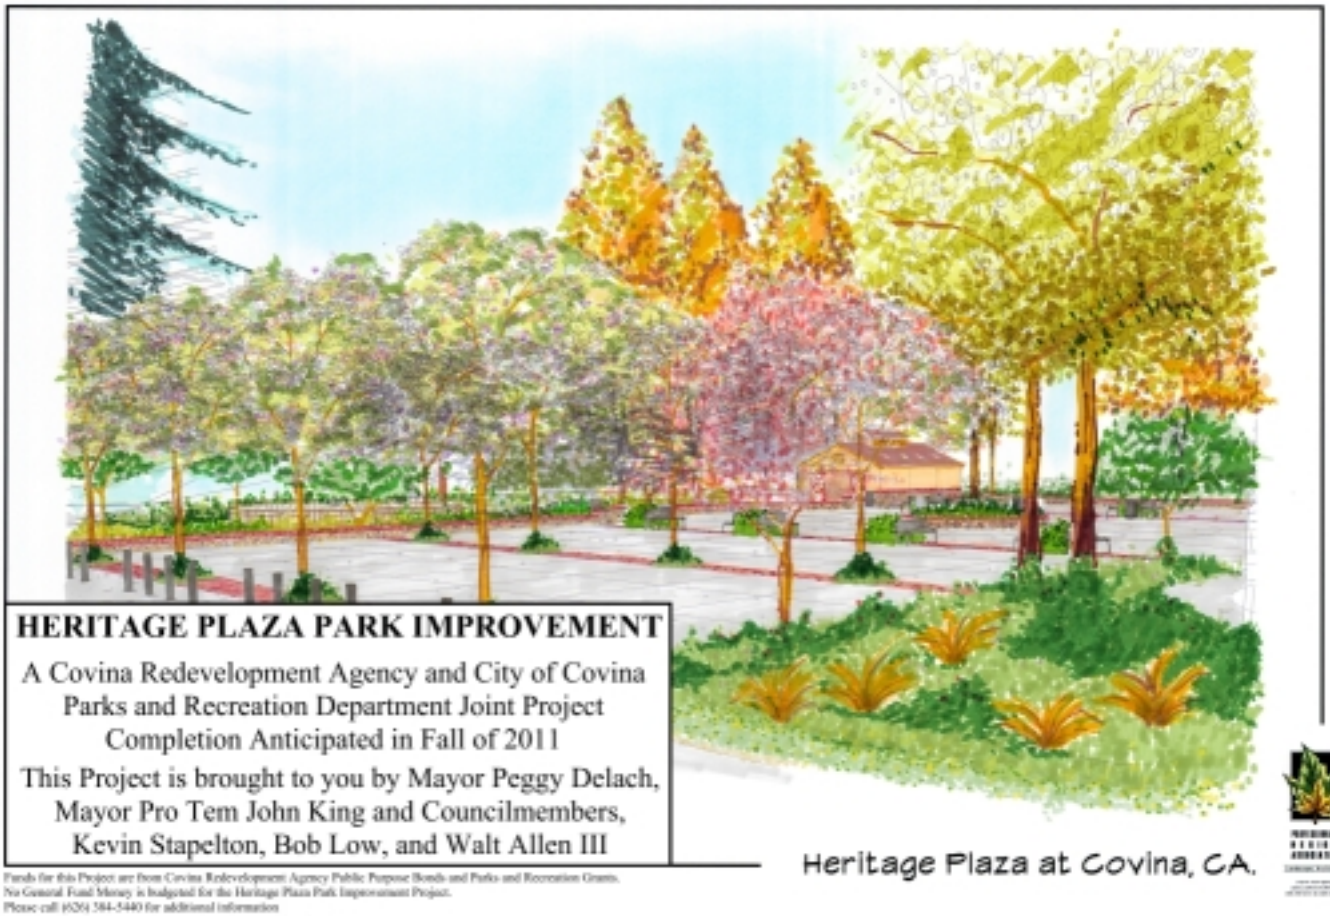 HERITAGE PLAZA PARK IMPROVEMENT
A Covina Redevelopment Agency and City of Covina
Parks and Recreation Department Joint Project
Completion Anticipated in Fall of 2011
This Project is brought to you by Mayor Peggy Delach,
Mayor Pro Tem John King and Councilmembers,
Kevin Stapelton, Bob Low, and Walt Allen III
Funds for this Project are from Covina Redevelopment Agency Public Purpose Bonds and Parks and Recreation Grants.
No General Fund Money is budgeted for the Heritage Plaza Park Improvement Project.
Please call (626) 384-5440 for additional information
Heritage Plaza at Covina, CA.